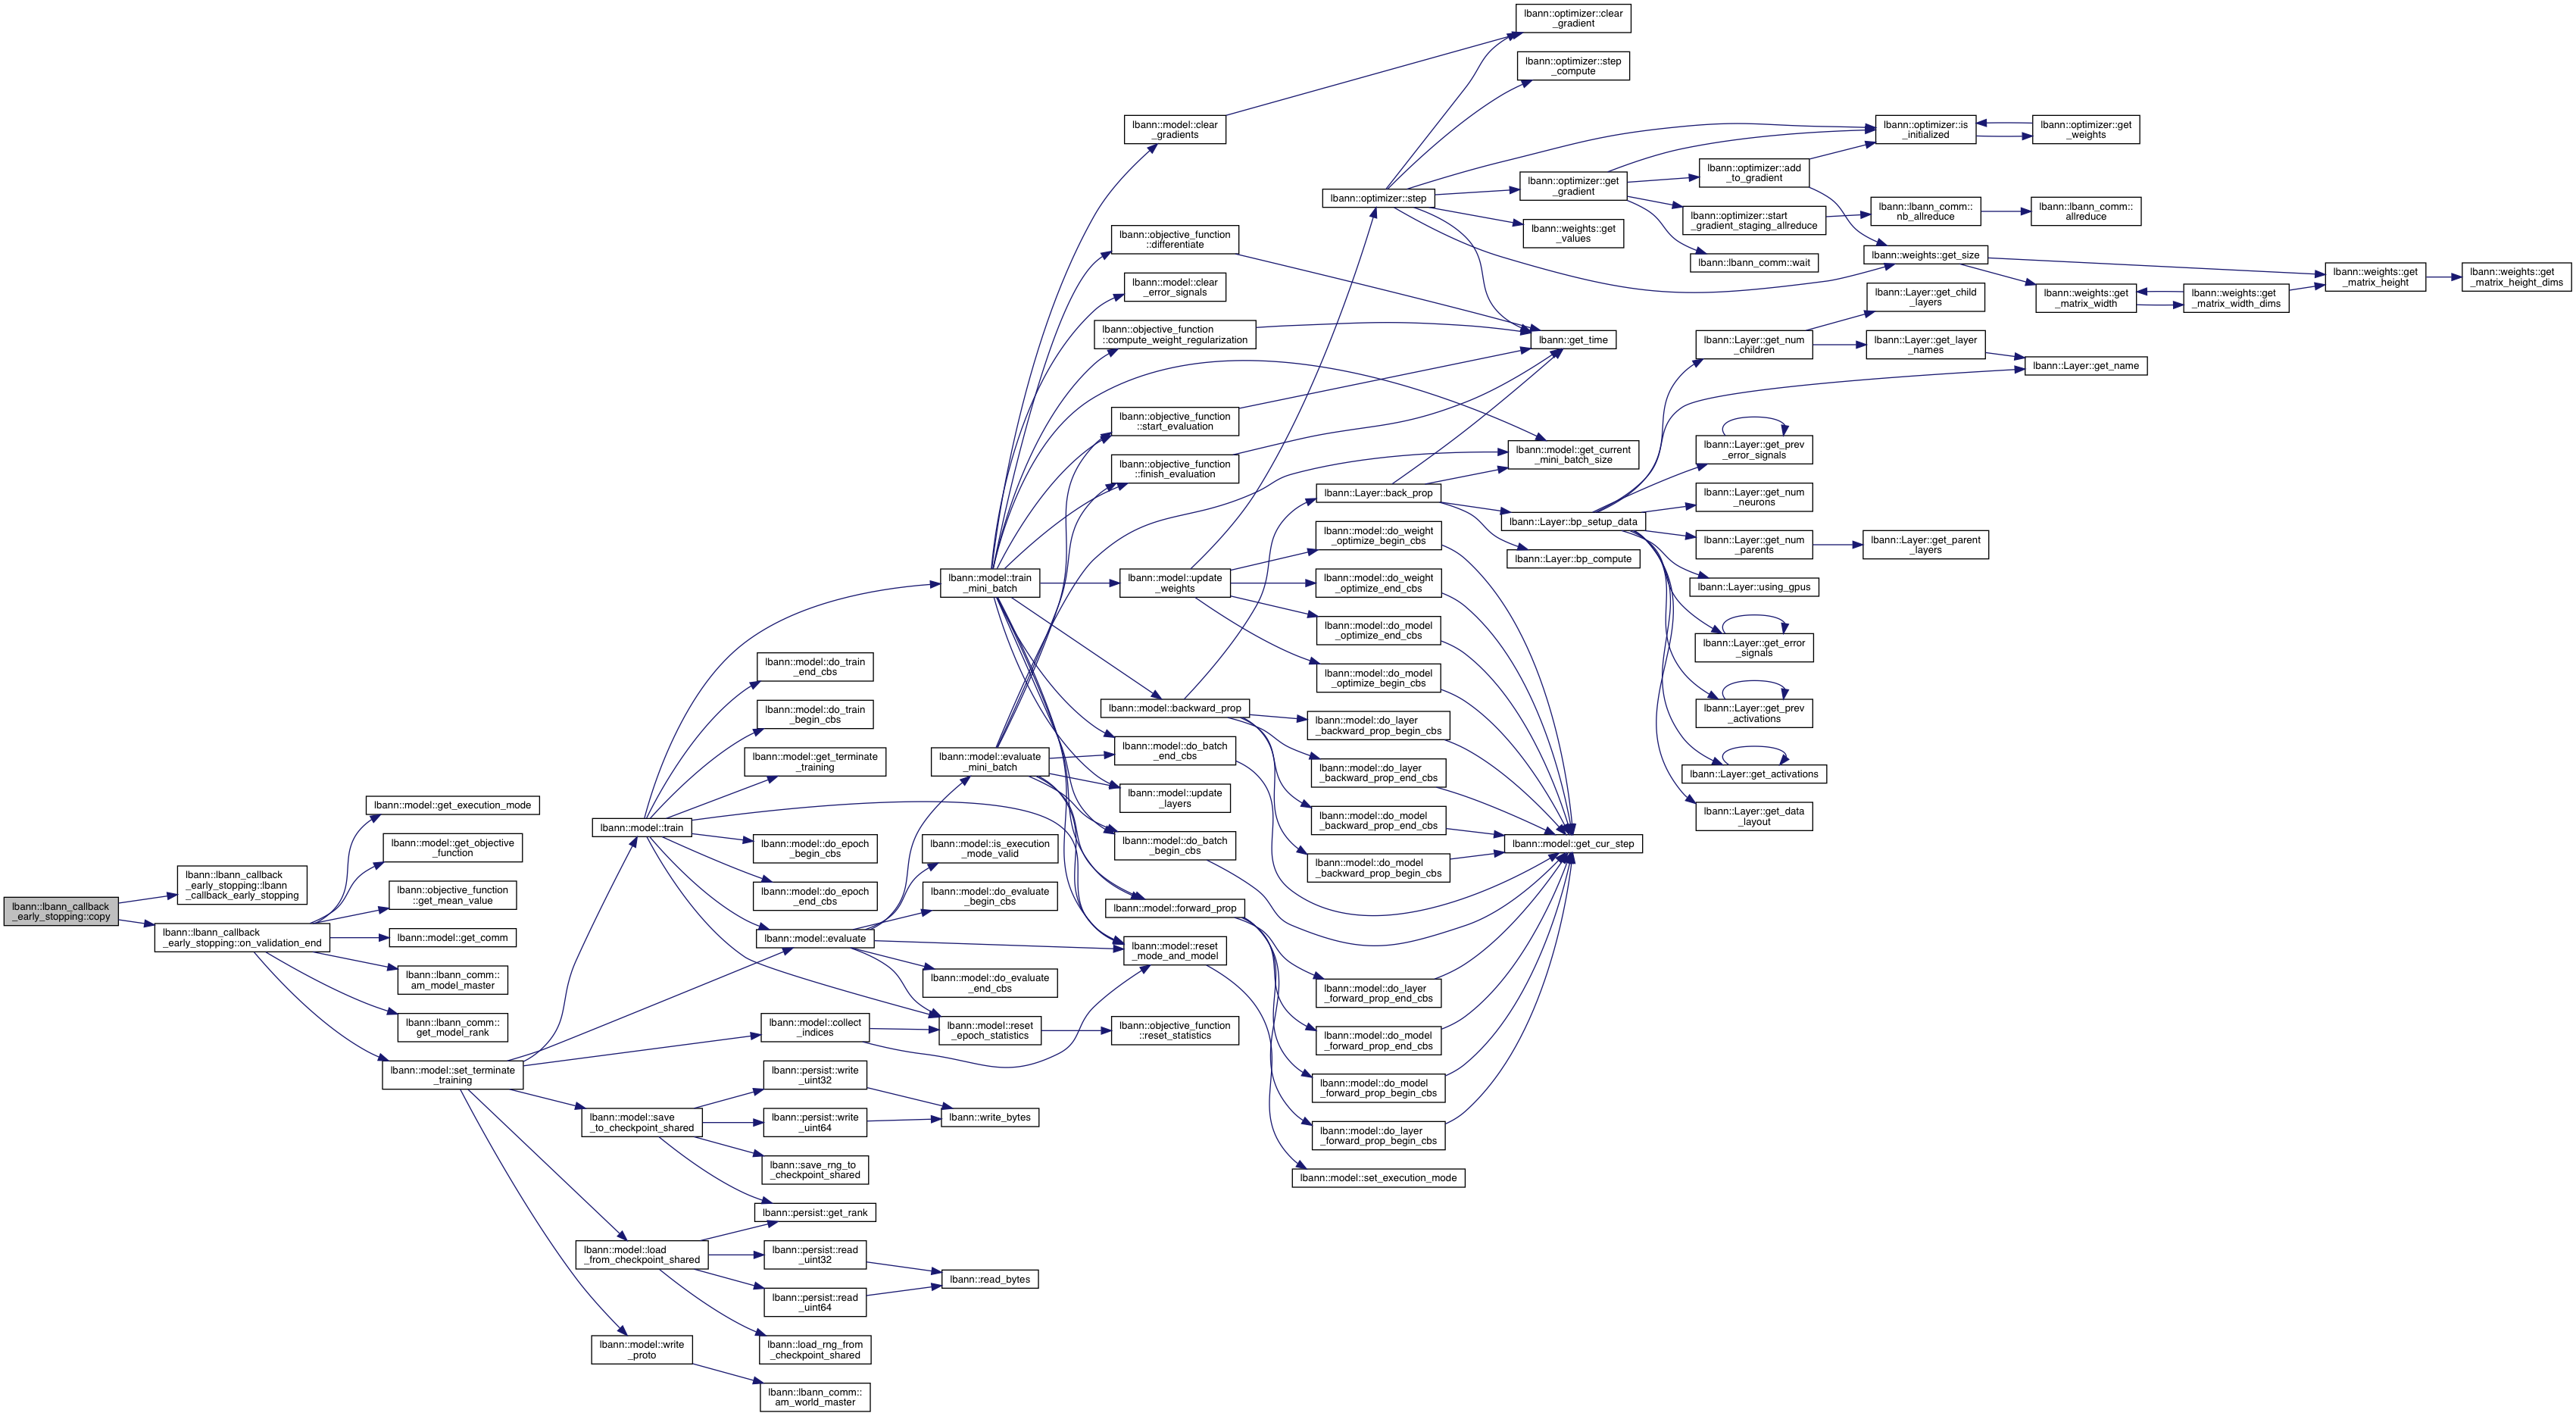 lbann::lbann_callback
_early_stopping::copy
lbann::lbann_callback
_early_stopping::lbann
_callback_early_stopping
lbann::lbann_callback
_early_stopping::on_validation_end
lbann::model::get_execution_mode
lbann::model::get_objective
_function
lbann::objective_function
::get_mean_value
lbann::model::get_comm
lbann::lbann_comm::
am_model_master
lbann::lbann_comm::
get_model_rank
lbann::model::set_terminate
_training
lbann::model::train
lbann::model::save
_to_checkpoint_shared
lbann::model::load
_from_checkpoint_shared
lbann::model::write
_proto
lbann::model::do_train
_end_cbs
lbann::model::do_train
_begin_cbs
lbann::model::get_terminate
_training
lbann::model::do_epoch
_begin_cbs
lbann::model::do_epoch
_end_cbs
lbann::model::evaluate
lbann::model::collect
_indices
lbann::persist::write
_uint32
lbann::persist::write
_uint64
lbann::save_rng_to
_checkpoint_shared
lbann::persist::get_rank
lbann::persist::read
_uint32
lbann::persist::read
_uint64
lbann::load_rng_from
_checkpoint_shared
lbann::lbann_comm::
am_world_master
lbann::model::train
_mini_batch
lbann::model::evaluate
_mini_batch
lbann::model::is_execution
_mode_valid
lbann::model::do_evaluate
_begin_cbs
lbann::model::do_evaluate
_end_cbs
lbann::model::reset
_epoch_statistics
lbann::write_bytes
lbann::read_bytes
lbann::model::clear
_gradients
lbann::objective_function
::differentiate
lbann::model::clear
_error_signals
lbann::objective_function
::compute_weight_regularization
lbann::objective_function
::start_evaluation
lbann::objective_function
::finish_evaluation
lbann::model::update
_weights
lbann::model::backward_prop
lbann::model::do_batch
_end_cbs
lbann::model::update
_layers
lbann::model::do_batch
_begin_cbs
lbann::model::forward_prop
lbann::model::reset
_mode_and_model
lbann::objective_function
::reset_statistics
lbann::optimizer::step
lbann::Layer::back_prop
lbann::model::do_weight
_optimize_begin_cbs
lbann::model::do_weight
_optimize_end_cbs
lbann::model::do_model
_optimize_end_cbs
lbann::model::do_model
_optimize_begin_cbs
lbann::model::do_layer
_backward_prop_begin_cbs
lbann::model::do_layer
_backward_prop_end_cbs
lbann::model::do_model
_backward_prop_end_cbs
lbann::model::do_model
_backward_prop_begin_cbs
lbann::model::do_layer
_forward_prop_end_cbs
lbann::model::do_model
_forward_prop_end_cbs
lbann::model::do_model
_forward_prop_begin_cbs
lbann::model::do_layer
_forward_prop_begin_cbs
lbann::model::set_execution_mode
lbann::optimizer::clear
_gradient
lbann::optimizer::step
_compute
lbann::optimizer::get
_gradient
lbann::weights::get
_values
lbann::get_time
lbann::model::get_current
_mini_batch_size
lbann::Layer::bp_setup_data
lbann::Layer::bp_compute
lbann::model::get_cur_step
lbann::optimizer::add
_to_gradient
lbann::optimizer::start
_gradient_staging_allreduce
lbann::lbann_comm::wait
lbann::Layer::get_num
_children
lbann::Layer::get_prev
_error_signals
lbann::Layer::get_num
_neurons
lbann::Layer::get_num
_parents
lbann::Layer::using_gpus
lbann::Layer::get_error
_signals
lbann::Layer::get_prev
_activations
lbann::Layer::get_activations
lbann::Layer::get_data
_layout
lbann::optimizer::is
_initialized
lbann::lbann_comm::
nb_allreduce
lbann::weights::get_size
lbann::Layer::get_child
_layers
lbann::Layer::get_layer
_names
lbann::Layer::get_parent
_layers
lbann::optimizer::get
_weights
lbann::lbann_comm::
allreduce
lbann::weights::get
_matrix_width
lbann::Layer::get_name
lbann::weights::get
_matrix_width_dims
lbann::weights::get
_matrix_height
lbann::weights::get
_matrix_height_dims